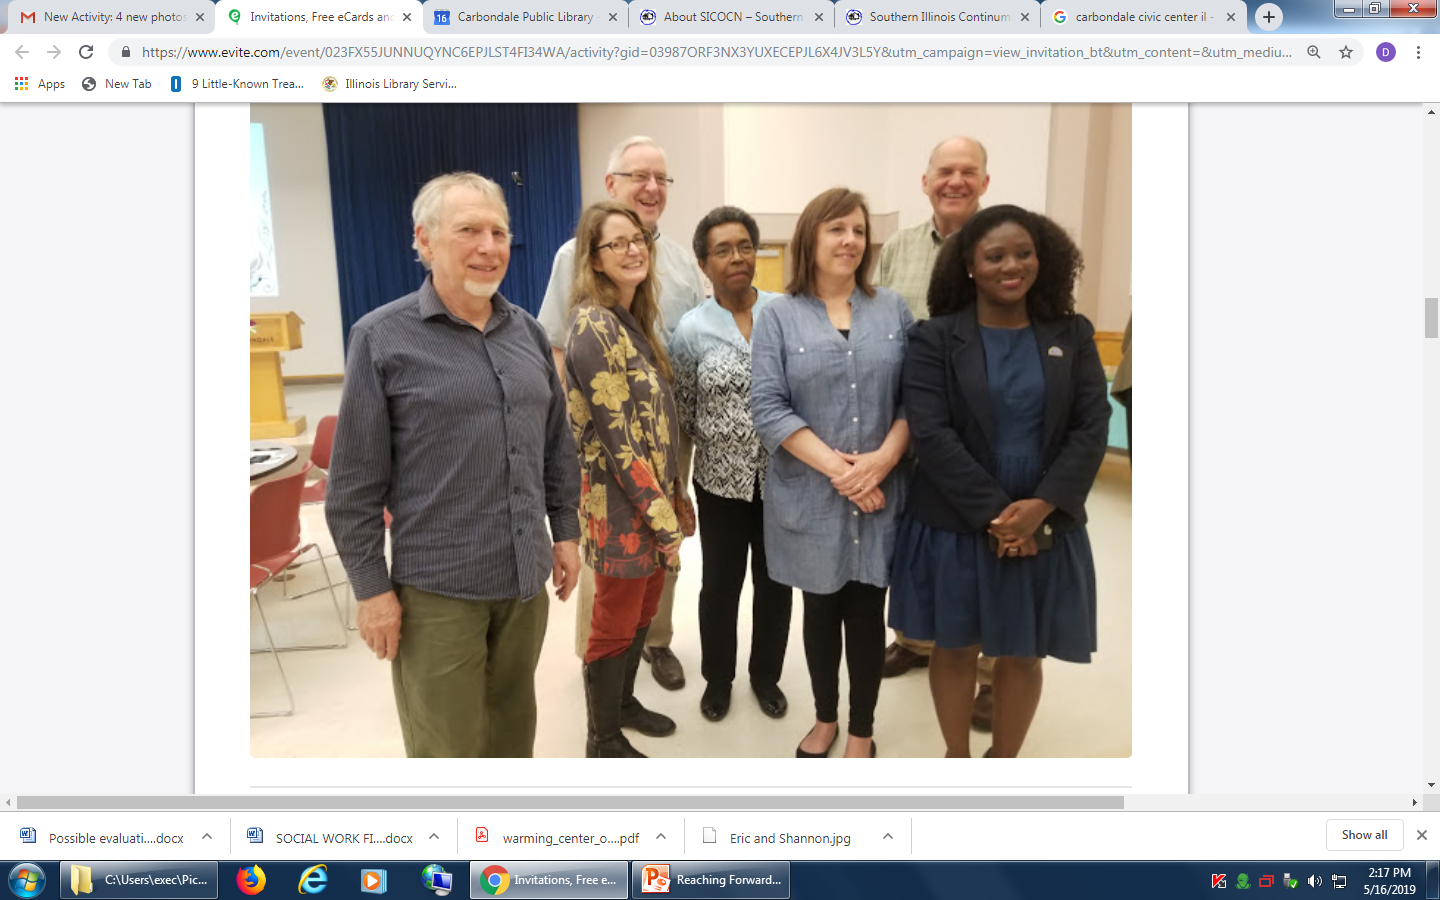 New Activity: 4 new photos
Invitations, Free eCards and
16
Carbondale Public Library -
About SICOCN – Southern
Southern Illinois Continum
carbondale civic center il -
https://www.evite.com/event/023FX55JUNNUQYNC6EPJLST4FI34WA/activity?gid=03987ORF3NX3YUXECEPJL6X4JV3L5Y&utm_campaign=view_invitation_bt&utm_content=&utm_mediu...
D
Apps
New Tab
9 Little-Known Trea...
Illinois Library Servi...
Possible evaluati....docx
SOCIAL WORK FI....docx
warming_center_o....pdf
Eric and Shannon.jpg
Show all
C:\Users\exec\Pic...
Invitations, Free e...
Reaching Forward...
2:17 PM
5/16/2019